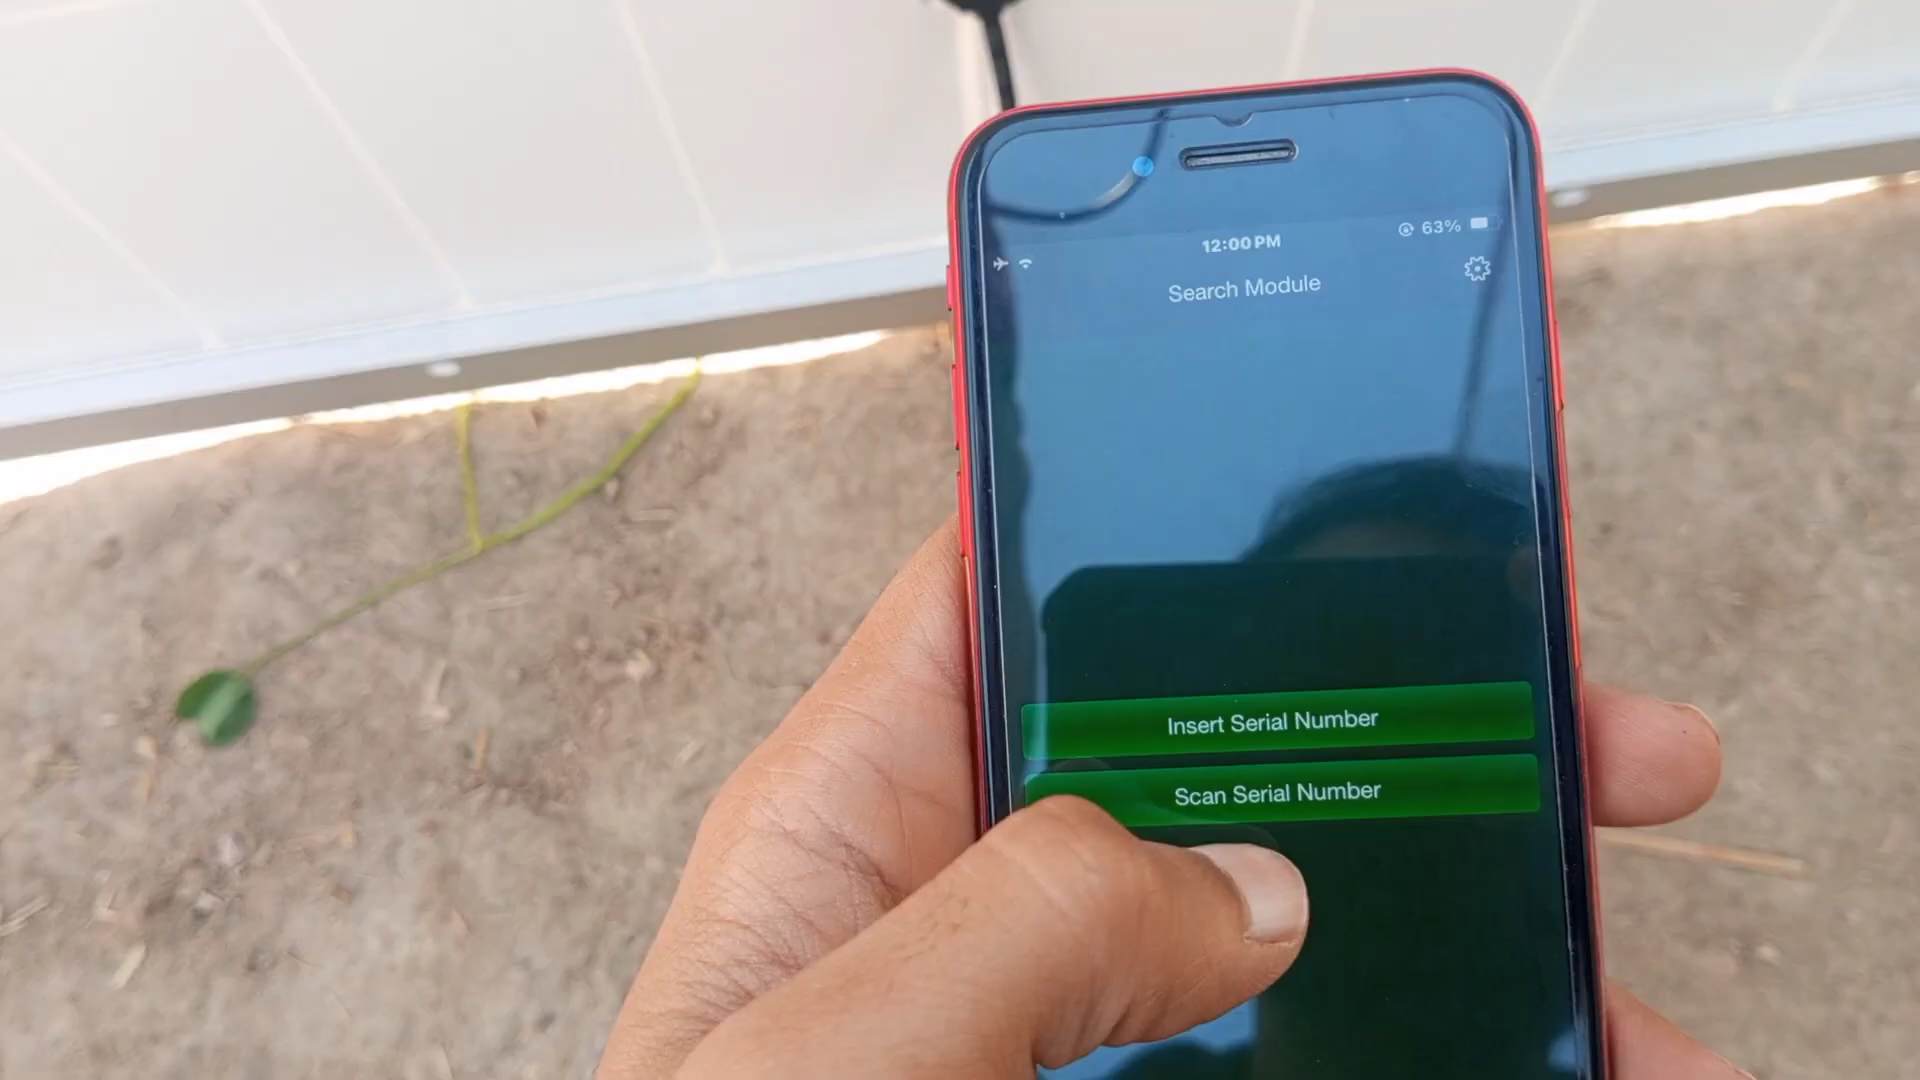 12:00 PM
63%
Search Module
Insert Serial Number
Scan Serial Number